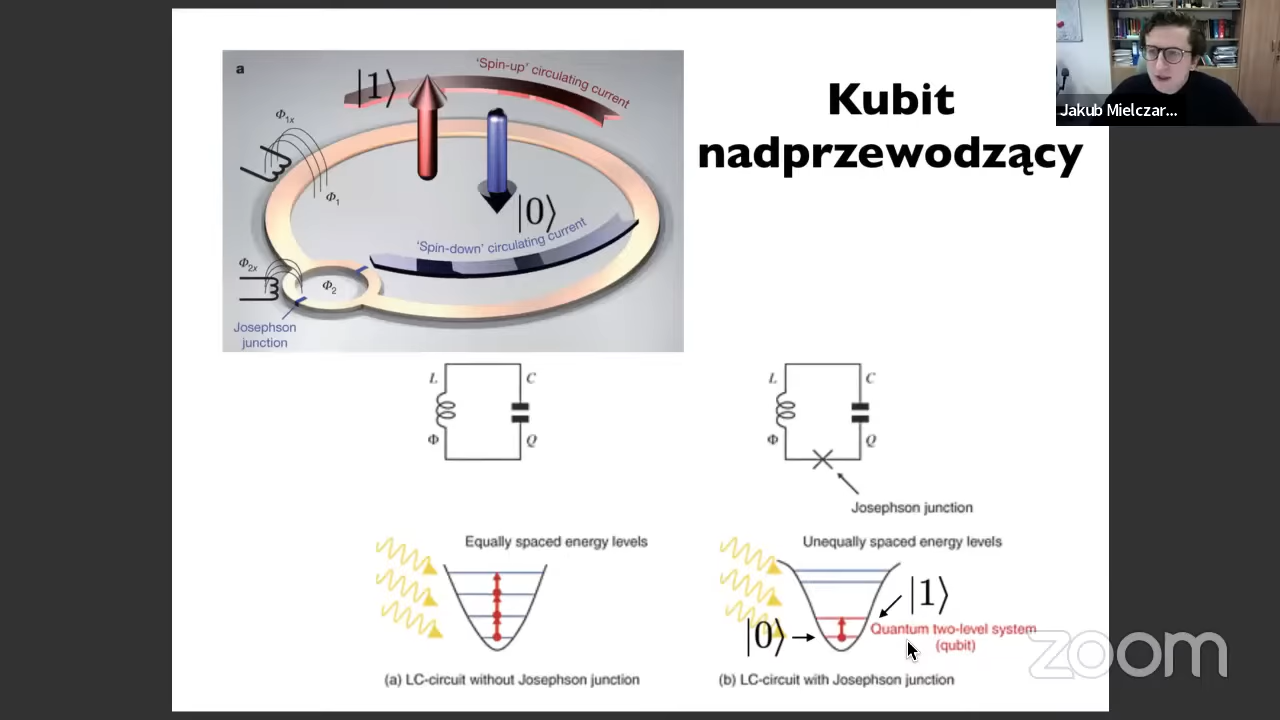 a
|1⟩
'Spin-up' circulating current
Φ1x
Φ1
|0⟩
'Spin-down' circulating current
Φ2x
Φ2
Josephson
junction
Kubit
nadprzewodzący
Jakub Mielczar...
L
C
Φ
Q
L
C
Φ
Q
Josephson junction
Equally spaced energy levels
Unequally spaced energy levels
|1⟩
|0⟩
Quantum two-level system
(qubit)
(a) LC-circuit without Josephson junction
(b) LC-circuit with Josephson junction
zoom